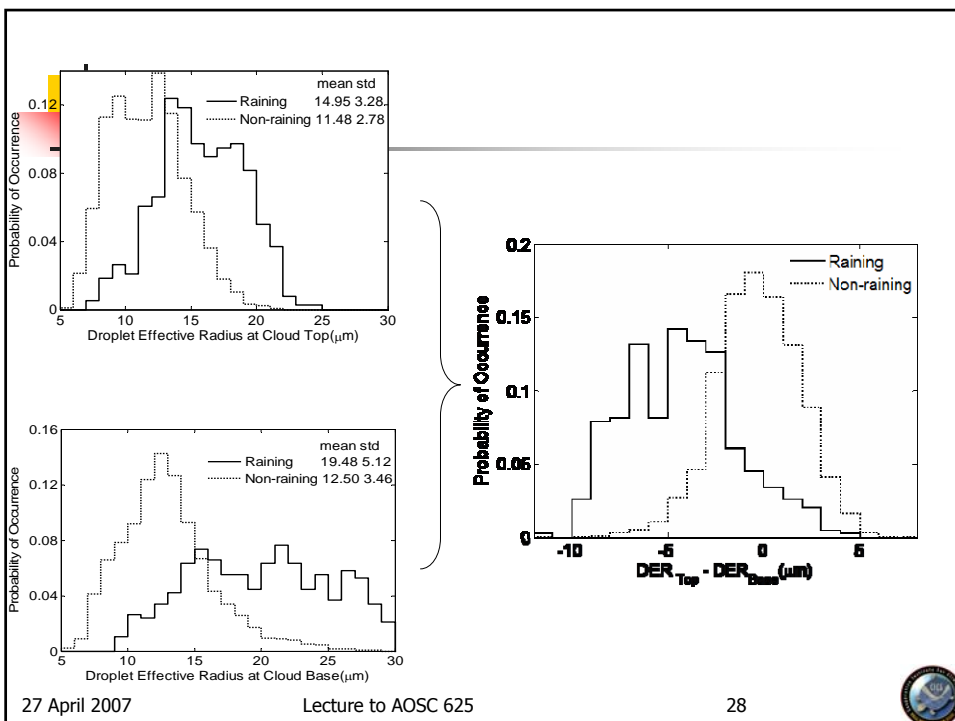 mean std
Raining 14.95 3.28
Non-raining 11.48 2.78
Probability of Occurrence
0.12
0.08
0.04
0
5 10 15 20 25 30
Droplet Effective Radius at Cloud Top(μm)
mean std
Raining 19.48 5.12
Non-raining 12.50 3.46
Probability of Occurrence
0.16
0.12
0.08
0.04
0
5 10 15 20 25 30
Droplet Effective Radius at Cloud Base(μm)
Raining
Non-raining
Probability of Occurrence
0.2
0.15
0.1
0.05
0
-10 -5 0 5
DER Top - DER Base (μm)
27 April 2007 Lecture to AOSC 625 28